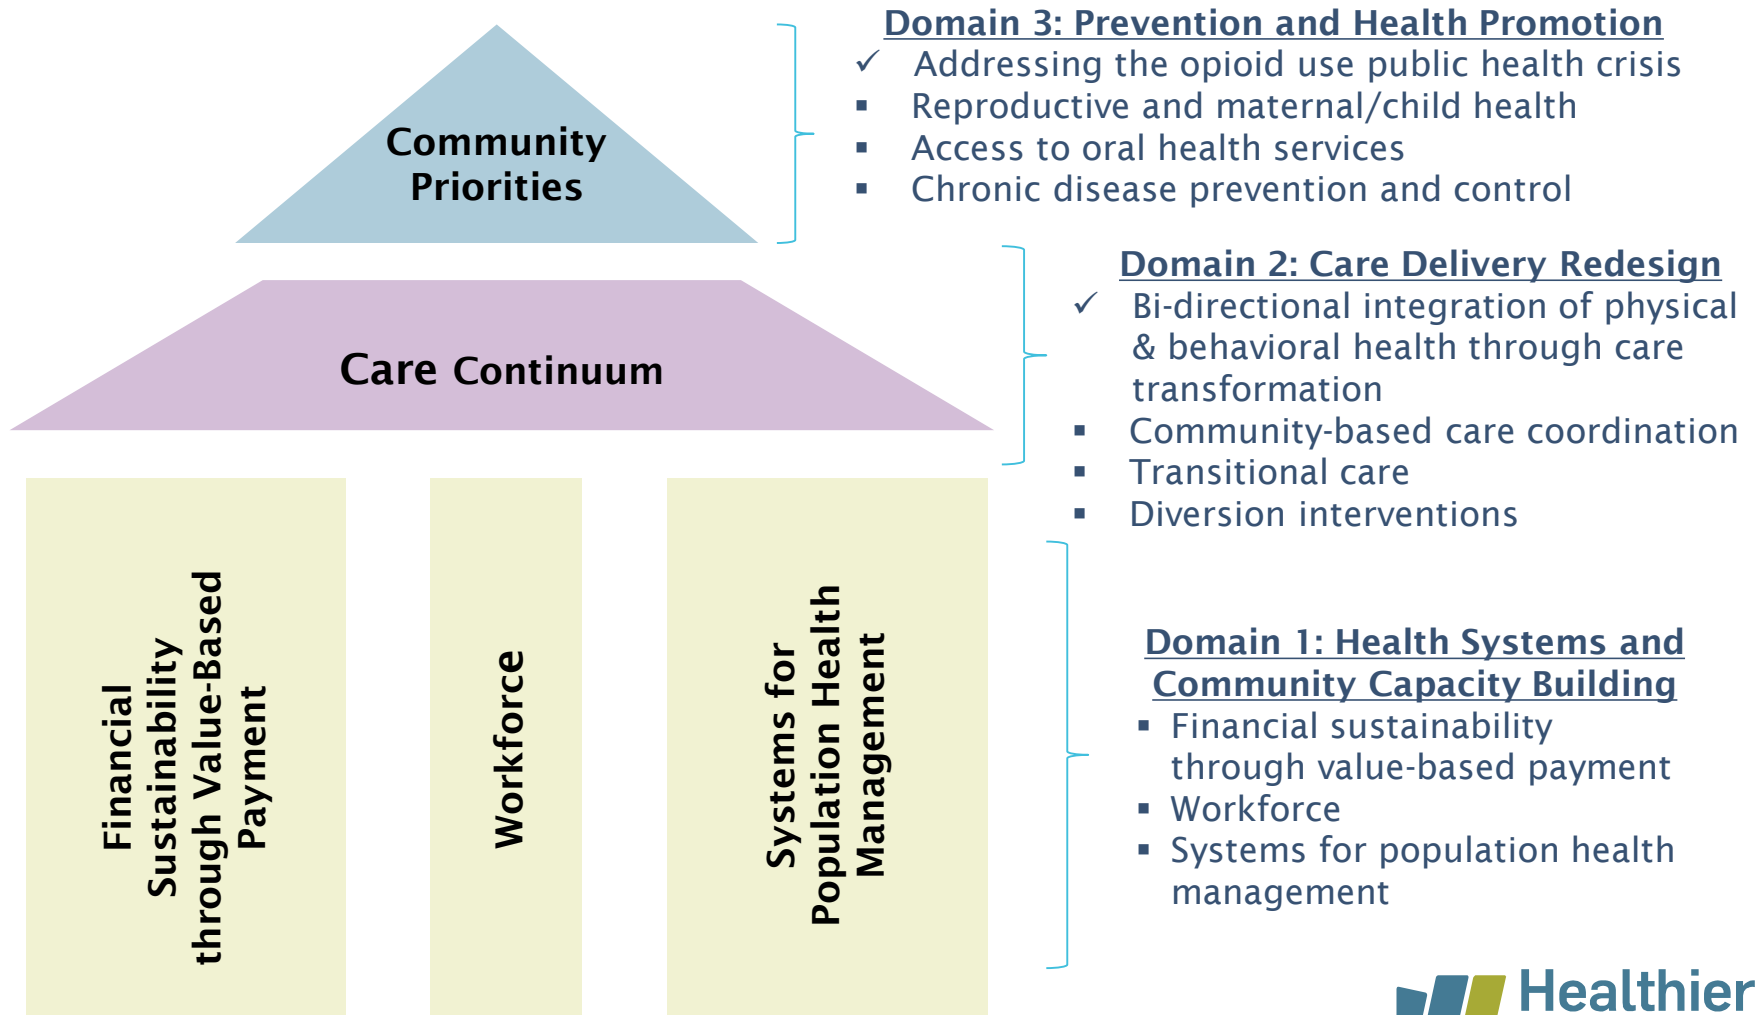 Community
Priorities
Domain 3: Prevention and Health Promotion
✓ Addressing the opioid use public health crisis
▪ Reproductive and maternal/child health
▪ Access to oral health services
▪ Chronic disease prevention and control
Care Continuum
Domain 2: Care Delivery Redesign
✓ Bi-directional integration of physical
& behavioral health through care
transformation
▪ Community-based care coordination
▪ Transitional care
▪ Diversion interventions
Financial
Sustainability
through Value-Based
Payment
Workforce
Systems for
Population Health
Management
Domain 1: Health Systems and
Community Capacity Building
▪ Financial sustainability
through value-based payment
▪ Workforce
▪ Systems for population health
management
Healthier